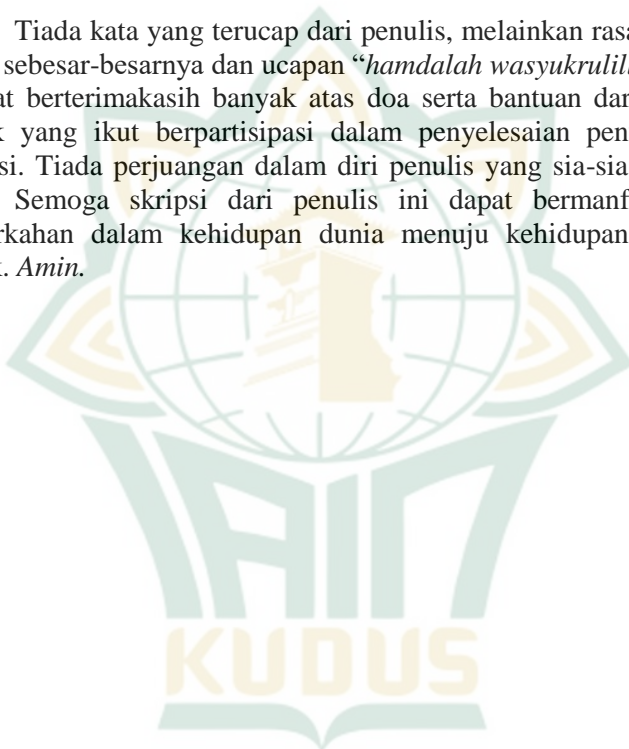 Tiada kata yang terucap dari penulis, melainkan rasa
sebesar-besarnya dan ucapan “hamdalah wasyukrulill
at berterimakasih banyak atas doa serta bantuan dar
k yang ikut berpartisipasi dalam penyelesaian pen
si. Tiada perjuangan dalam diri penulis yang sia-sia
Semoga skripsi dari penulis ini dapat bermanf
rkahan dalam kehidupan dunia menuju kehidupan
. Amin.
IAIN
KUDUS